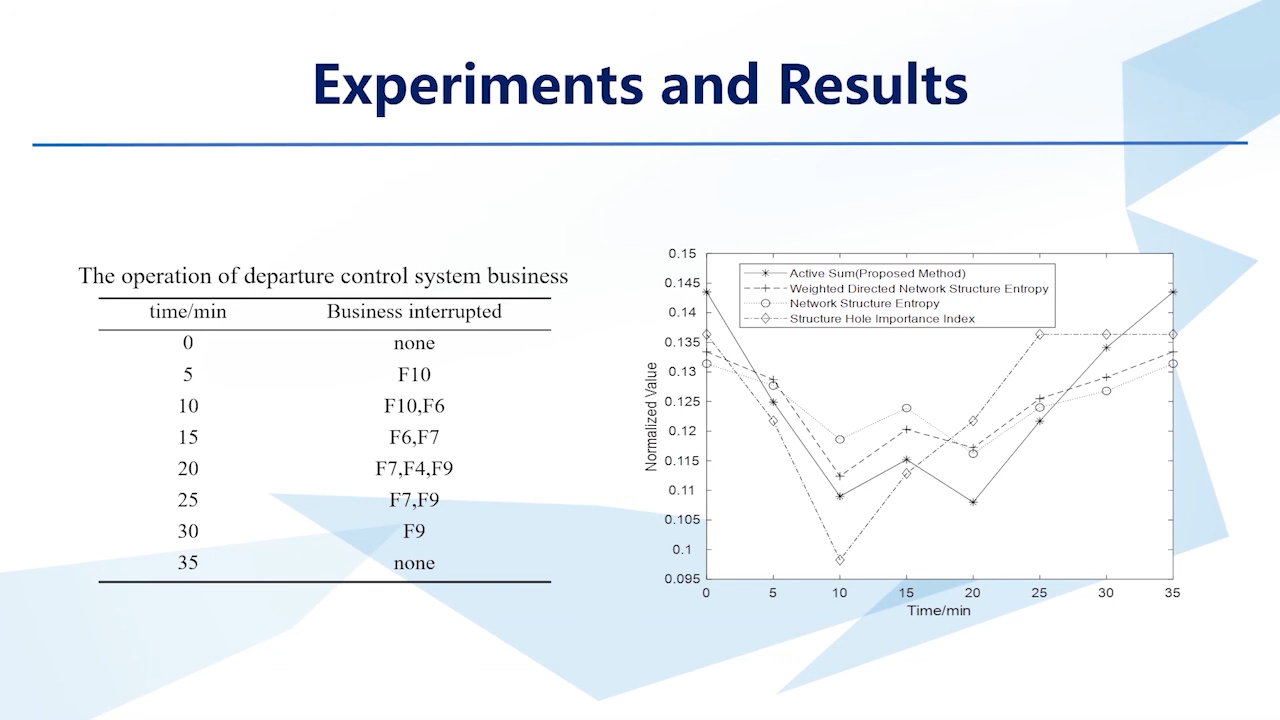 Experiments and Results
The operation of departure control system business
time/min Business interrupted
0 none
5 F10
10 F10,F6
15 F6,F7
20 F7,F4,F9
25 F7,F9
30 F9
35 none
Active Sum(Proposed Method)
Weighted Directed Network Structure Entropy
Network Structure Entropy
Structure Hole Importance Index
Normalized Value
0.15
0.145
0.14
0.135
0.13
0.125
0.12
0.115
0.11
0.105
0.1
0.095
0 5 10 15 20 25 30 35
Time/min